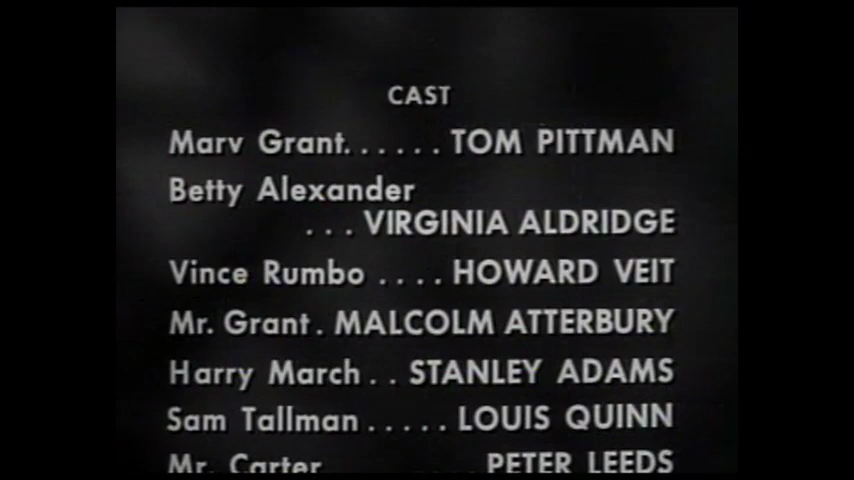 CAST
Marv Grant. . . . . . TOM PITTMAN
Betty Alexander
. . . VIRGINIA ALDRIDGE
Vince Rumbo . . . . HOWARD VEIT
Mr. Grant . MALCOLM ATTERBURY
Harry March . . STANLEY ADAMS
Sam Tallman . . . . . LOUIS QUINN
Mr. Carter . . . . PETER LEEDS